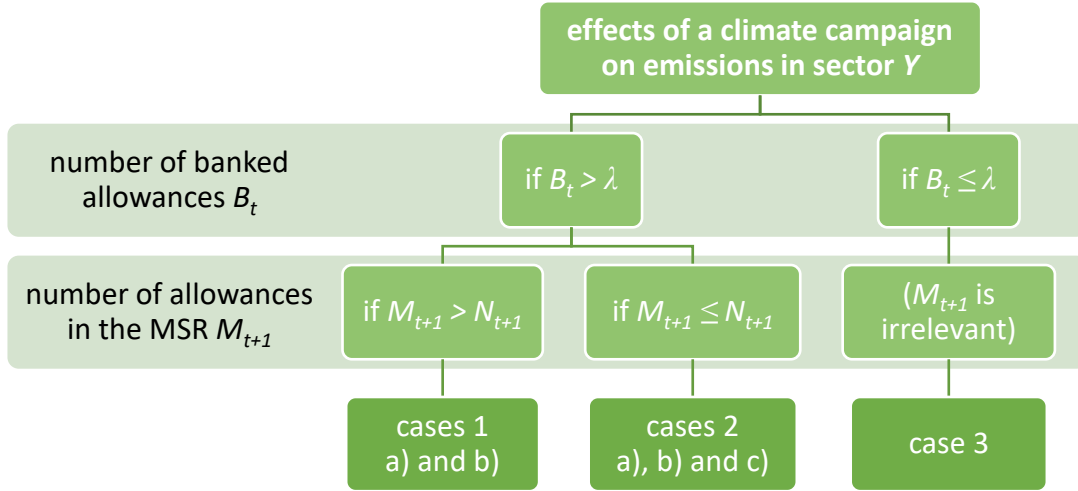 effects of a climate campaign
on emissions in sector Y
number of banked
allowances Bt
if Bt > λ
if Bt ≤ λ
number of allowances
in the MSR Mt+1
if Mt+1 > Nt+1
if Mt+1 ≤ Nt+1
(Mt+1 is
irrelevant)
cases 1
a) and b)
cases 2
a), b) and c)
case 3